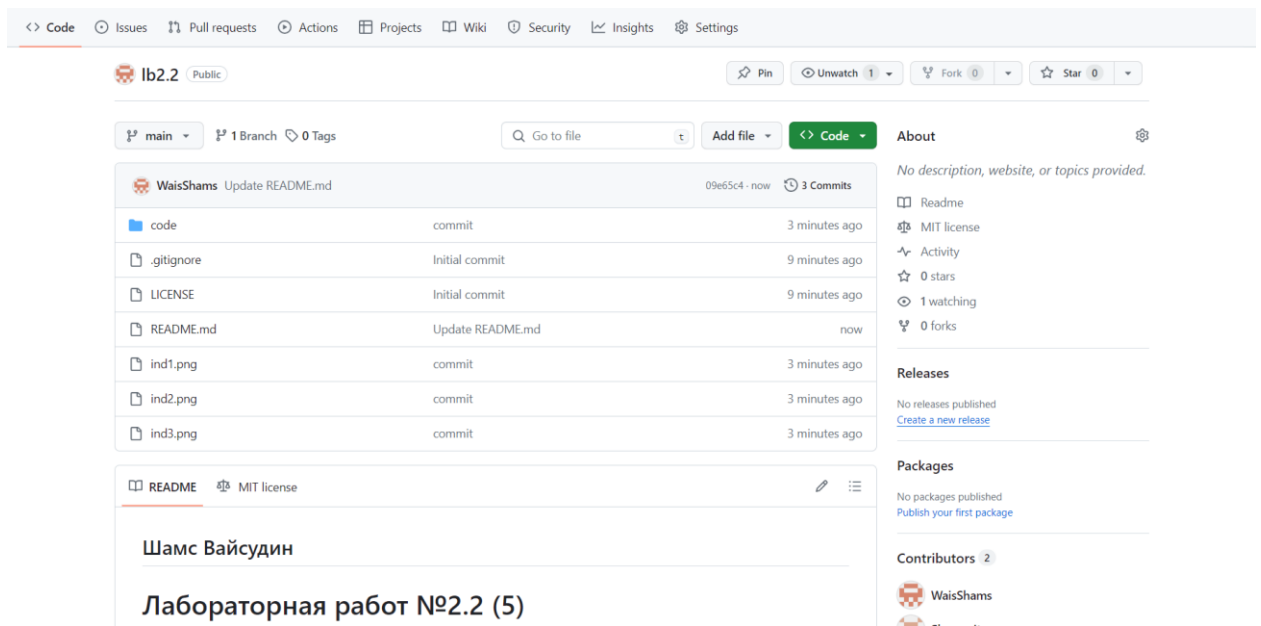 Code Issues Pull requests Actions Projects Wiki Security Insights Settings
lb2.2 Public Pin Unwatch 1 Fork 0 Star 0
main 1 Branch 0 Tags Go to file t Add file Code About
No description, website, or topics provided.
WaisShams Update README.md 09e65c4 · now 3 Commits
Readme
code commit 3 minutes ago
MIT license
Activity
.gitignore Initial commit 9 minutes ago
0 stars
LICENSE Initial commit 9 minutes ago
1 watching
README.md Update README.md now
0 forks
ind1.png commit 3 minutes ago
Releases
ind2.png commit 3 minutes ago
No releases published
Create a new release
ind3.png commit 3 minutes ago
Packages
README MIT license
No packages published
Publish your first package
Шамс Вайсудин
Contributors 2
WaisShams
Лабораторная работ №2.2 (5)